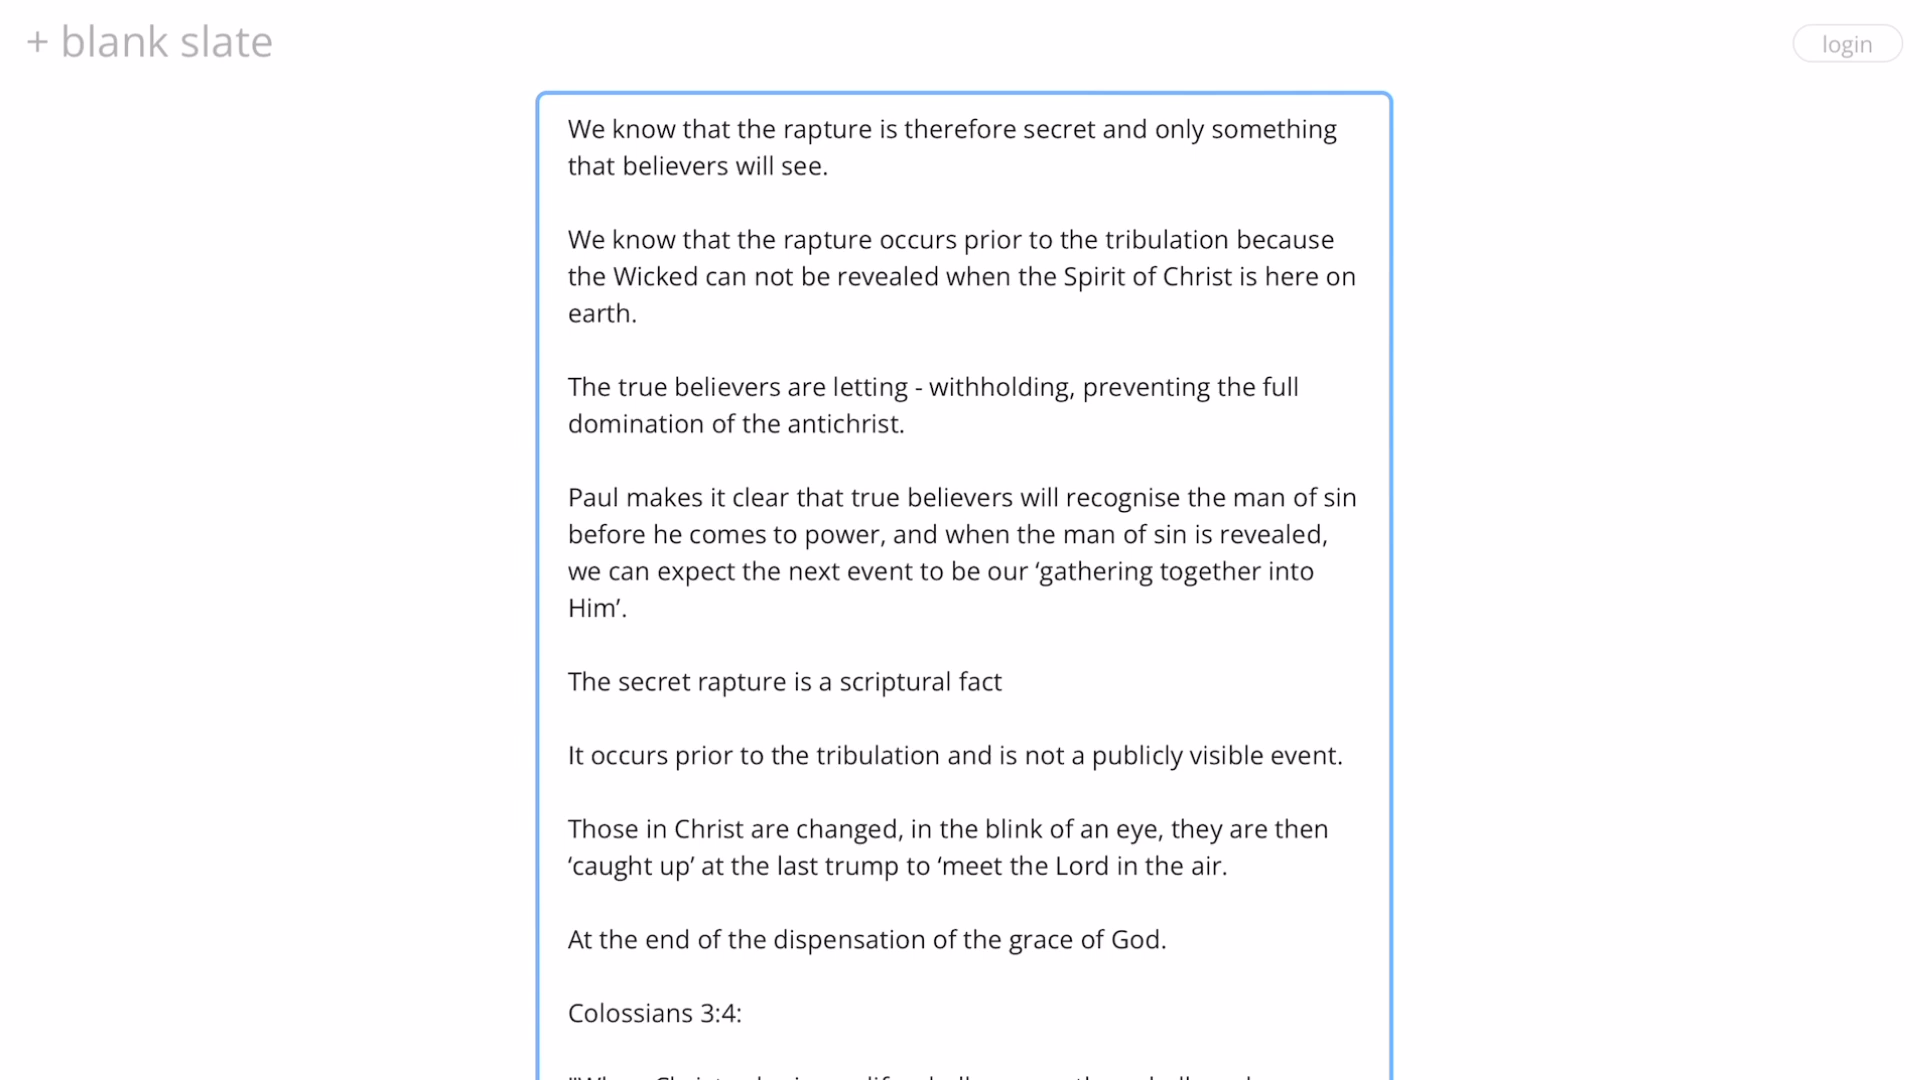 + blank slate
login
We know that the rapture is therefore secret and only something
that believers will see.
We know that the rapture occurs prior to the tribulation because
the Wicked can not be revealed when the Spirit of Christ is here on
earth.
The true believers are letting - withholding, preventing the full
domination of the antichrist.
Paul makes it clear that true believers will recognise the man of sin
before he comes to power, and when the man of sin is revealed,
we can expect the next event to be our ‘gathering together into
Him’.
The secret rapture is a scriptural fact
It occurs prior to the tribulation and is not a publicly visible event.
Those in Christ are changed, in the blink of an eye, they are then
‘caught up’ at the last trump to ‘meet the Lord in the air.
At the end of the dispensation of the grace of God.
Colossians 3:4: